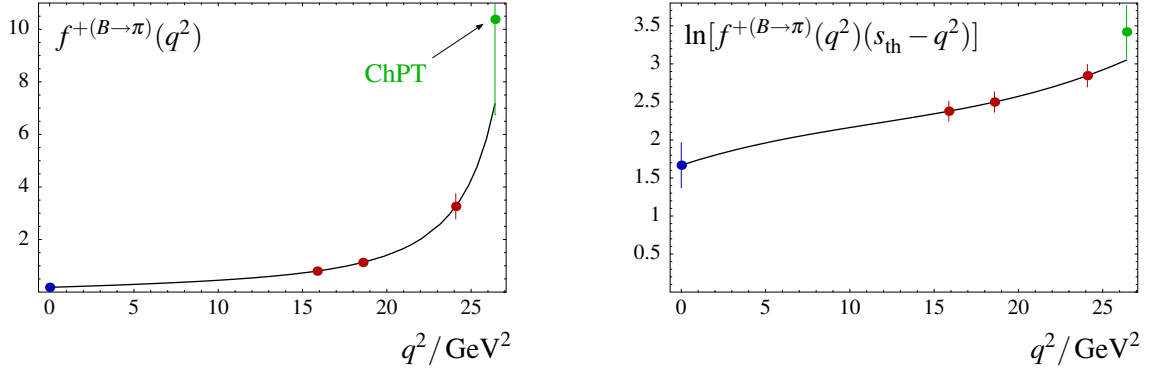 f^{+(B→π)}(q^2)
ChPT
10
8
6
4
2
0 5 10 15 20 25
q^2/GeV^2
ln[f^{+(B→π)}(q^2)(s_{th} − q^2)]
3.5
3
2.5
2
1.5
1
0.5
0 5 10 15 20 25
q^2/GeV^2